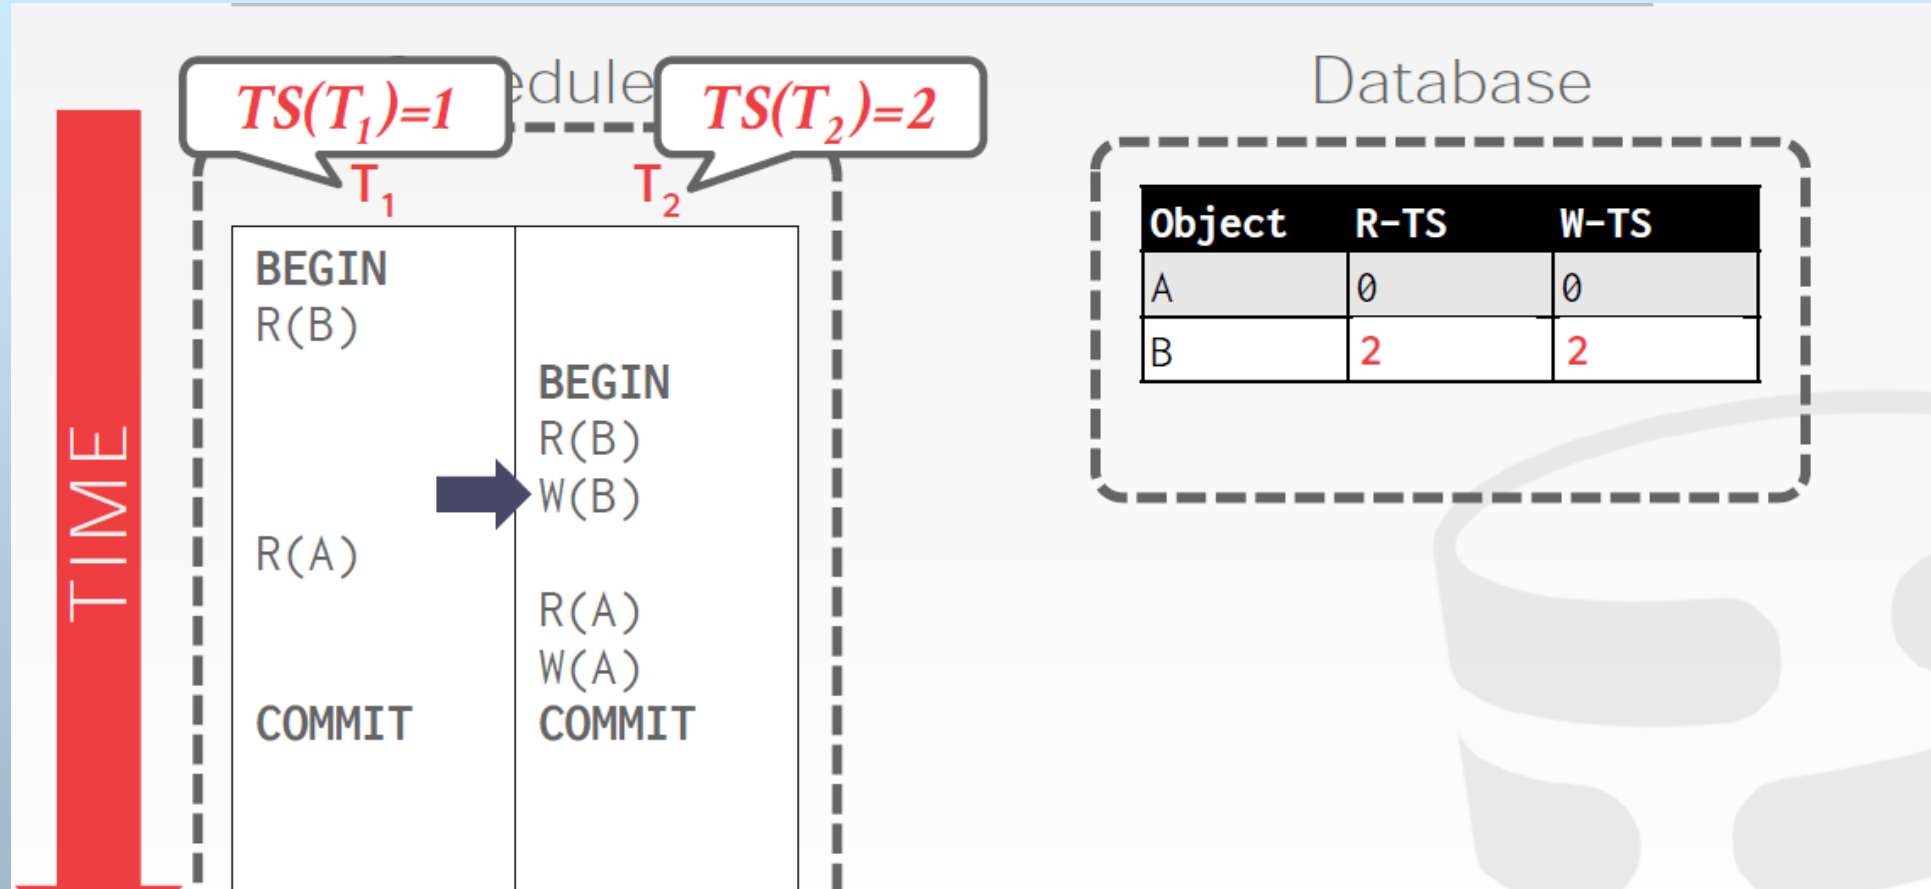 TS(T1)=1
edule
TS(T2)=2
Database
T1
T2
Object R-TS W-TS
A 0 0
B 2 2
BEGIN
R(B)
BEGIN
R(B)
W(B)
R(A)
R(A)
W(A)
COMMIT COMMIT
TIME